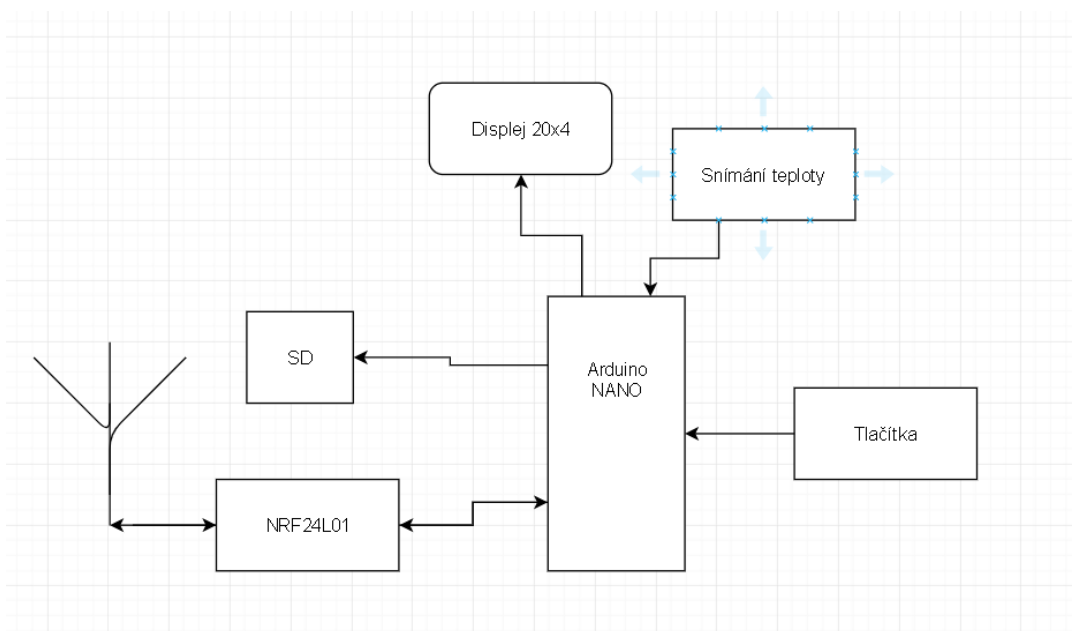 Displej 20x4
Snímání teploty
SD
Arduino
NANO
Tlačítka
NRF24L01